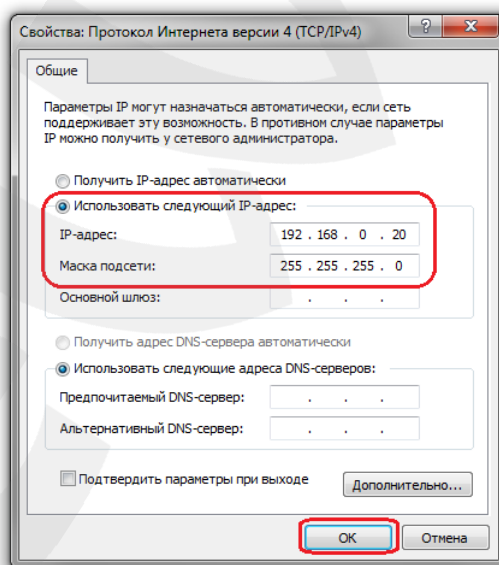 Свойства: Протокол Интернета версии 4 (TCP/IPv4)
Общие
Параметры IP могут назначаться автоматически, если сеть
поддерживает эту возможность. В противном случае параметры
IP можно получить у сетевого администратора.
Получить IP-адрес автоматически
Использовать следующий IP-адрес:
IP-адрес: 192 . 168 . 0 . 20
Маска подсети: 255 . 255 . 255 . 0
Основной шлюз: . . .
Получить адрес DNS-сервера автоматически
Использовать следующие адреса DNS-серверов:
Предпочитаемый DNS-сервер: . . .
Альтернативный DNS-сервер: . . .
Подтвердить параметры при выходе
Дополнительно...
OK Отмена